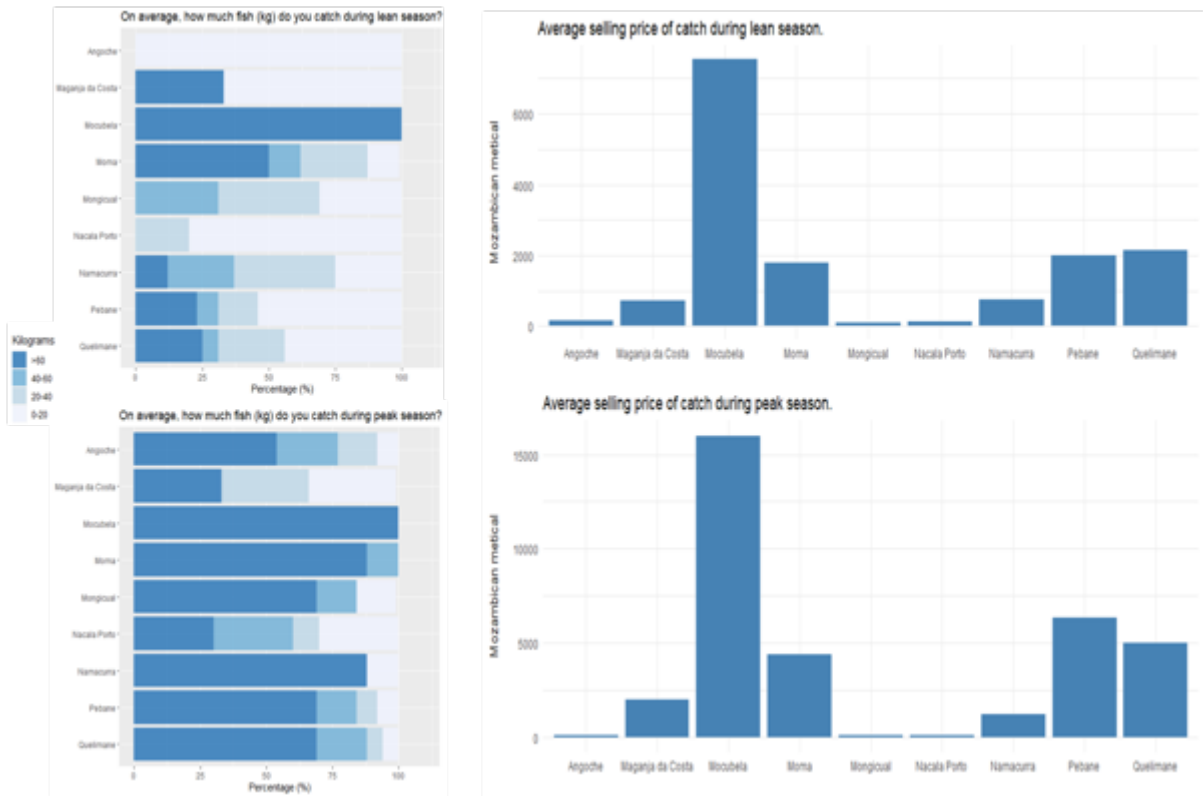 On average, how much fish (kg) do you catch during lean season?
Angoche
Maganja da Costa
Mocubela
Moma
Mongicual
Nacala Porto
Namacurra
Pebane
Quelimane
0 25 50 75 100
Percentage (%)
Kilograms
>60
40-60
20-40
0-20
On average, how much fish (kg) do you catch during peak season?
Angoche
Maganja da Costa
Mocubela
Moma
Mongicual
Nacala Porto
Namacurra
Pebane
Quelimane
0 25 50 75 100
Percentage (%)
Average selling price of catch during lean season.
Mozambican metical
6000
4000
2000
0
Angoche Maganja da Costa Mocubela Moma Mongicual Nacala Porto Namacurra Pebane Quelimane
Average selling price of catch during peak season.
Mozambican metical
15000
10000
5000
0
Angoche Maganja da Costa Mocubela Moma Mongicual Nacala Porto Namacurra Pebane Quelimane